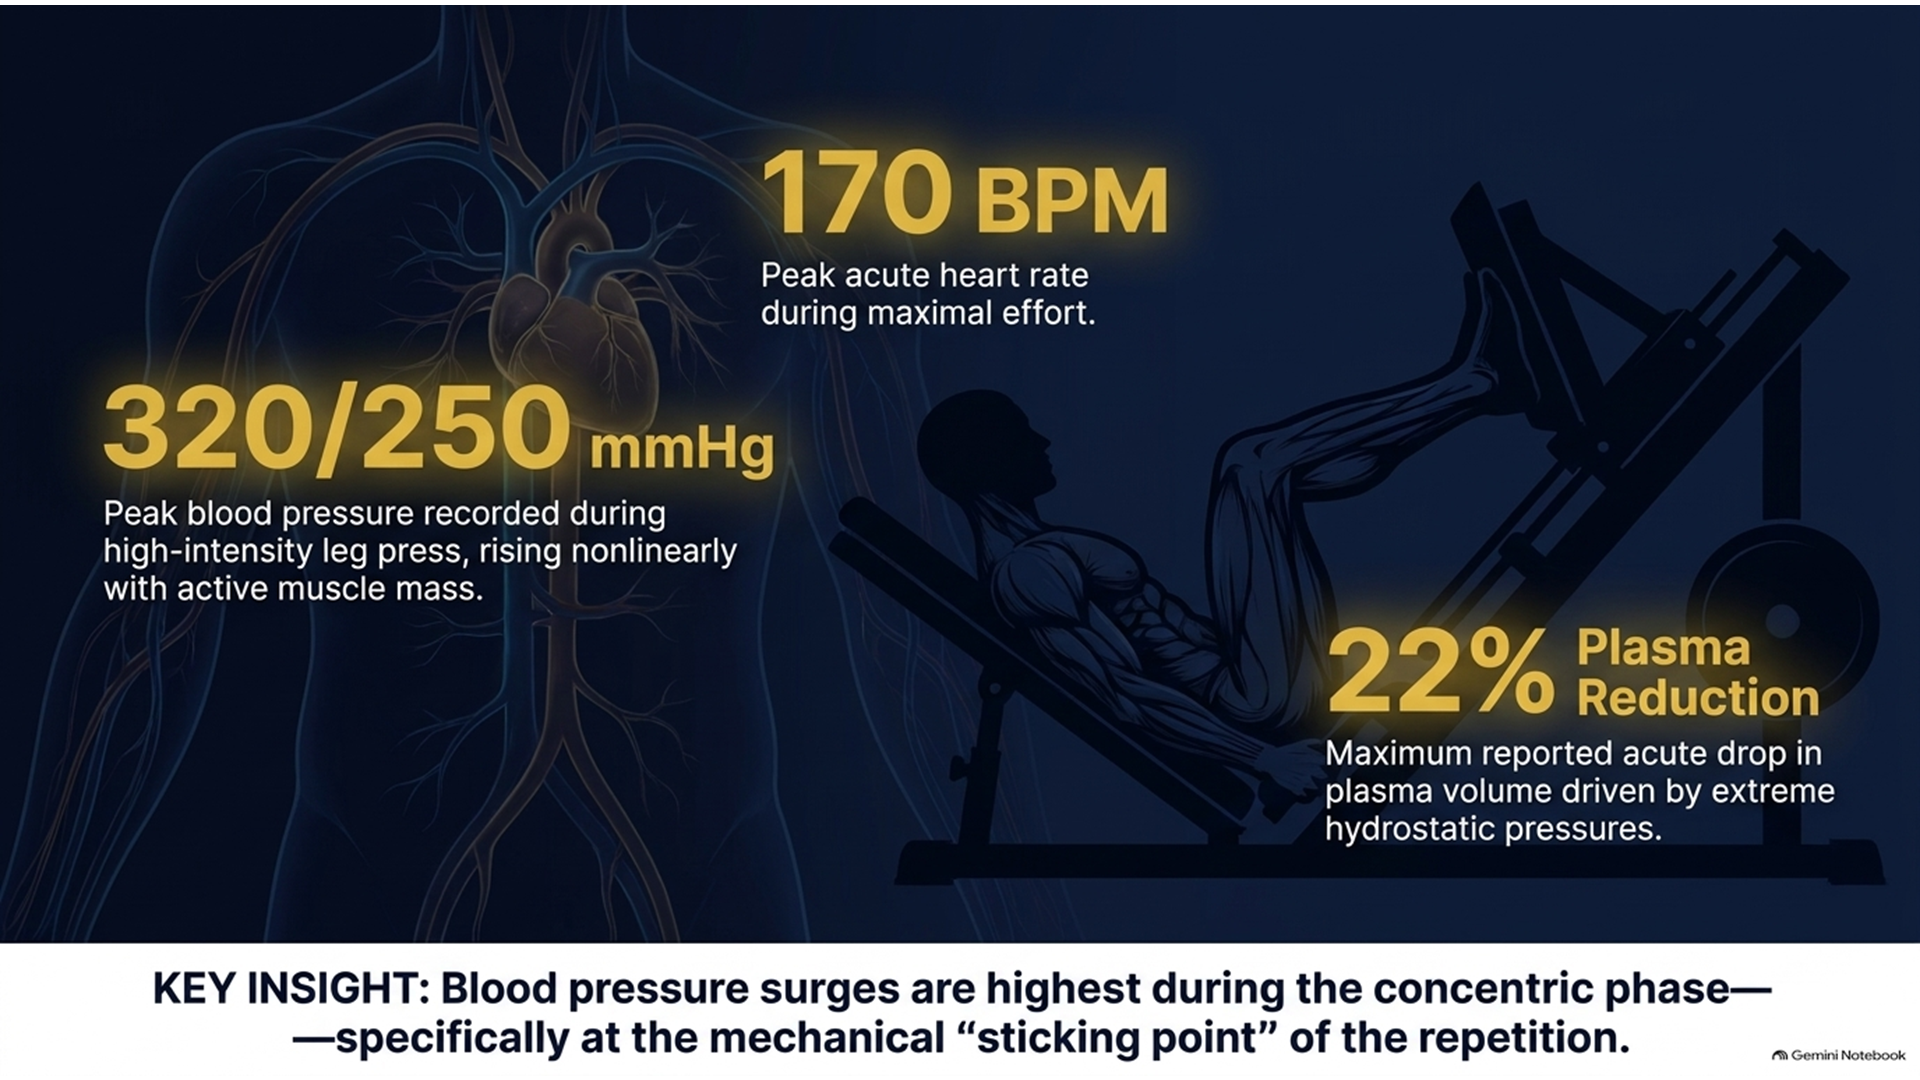 170 BPM
Peak acute heart rate
during maximal effort.
320/250 mmHg
Peak blood pressure recorded during
high-intensity leg press, rising nonlinearly
with active muscle mass.
22% Plasma
Reduction
Maximum reported acute drop in
plasma volume driven by extreme
hydrostatic pressures.
KEY INSIGHT: Blood pressure surges are highest during the concentric phase—
—specifically at the mechanical “sticking point” of the repetition.
Gemini Notebook